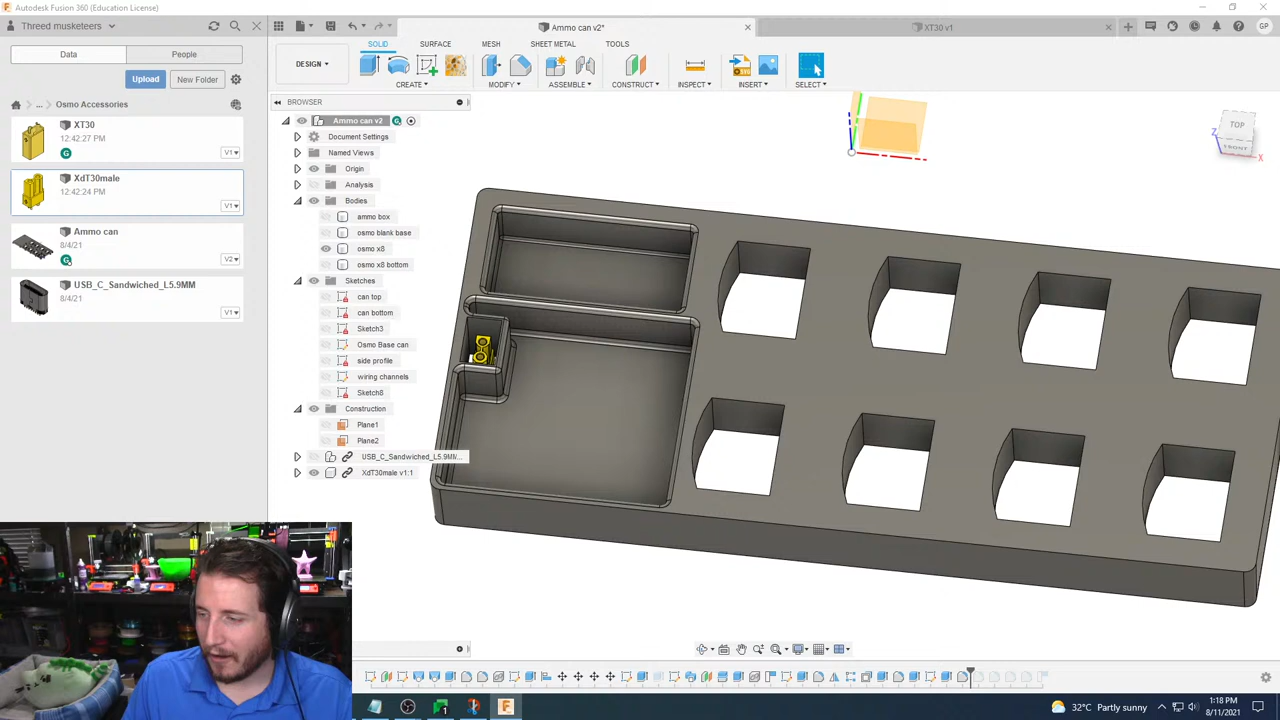 Autodesk Fusion 360 (Education License)
Threed musketeers
Ammo can v2*
XT30 v1
GP
Data
People
SOLID
SURFACE
MESH
SHEET METAL
TOOLS
DESIGN
Upload
New Folder
CREATE
MODIFY
ASSEMBLE
CONSTRUCT
INSPECT
INSERT
SELECT
... Osmo Accessories
BROWSER
XT30
12:42:27 PM
V1
XdT30male
12:42:24 PM
V1
Ammo can
8/4/21
V2
USB_C_Sandwiched_L5.9MM
8/4/21
V1
Ammo can v2
Document Settings
Named Views
Origin
Analysis
Bodies
ammo box
osmo blank base
osmo x8
osmo x8 bottom
Sketches
can top
can bottom
Sketch3
Osmo Base can
side profile
wiring channels
Sketch8
Construction
Plane1
Plane2
USB_C_Sandwiched_L5.9MM/...
XdT30male v1:1
TOP
FRONT
Z
X
32°C Partly sunny
1:18 PM
8/11/2021